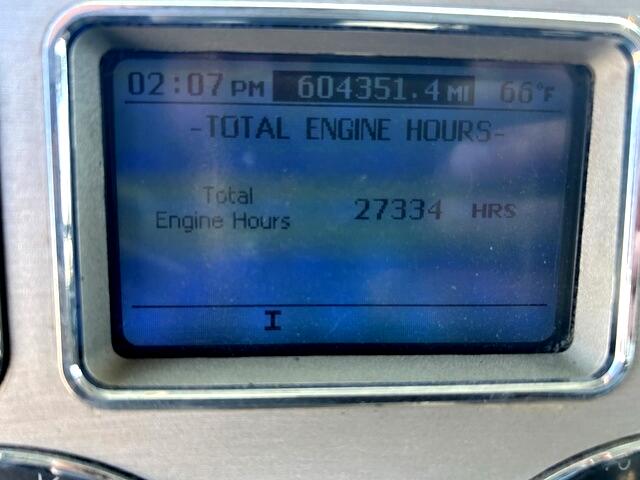 02:07 PM 604351.4 MI 66°F
-TOTAL ENGINE HOURS-
Total
Engine Hours 27334 HRS
I